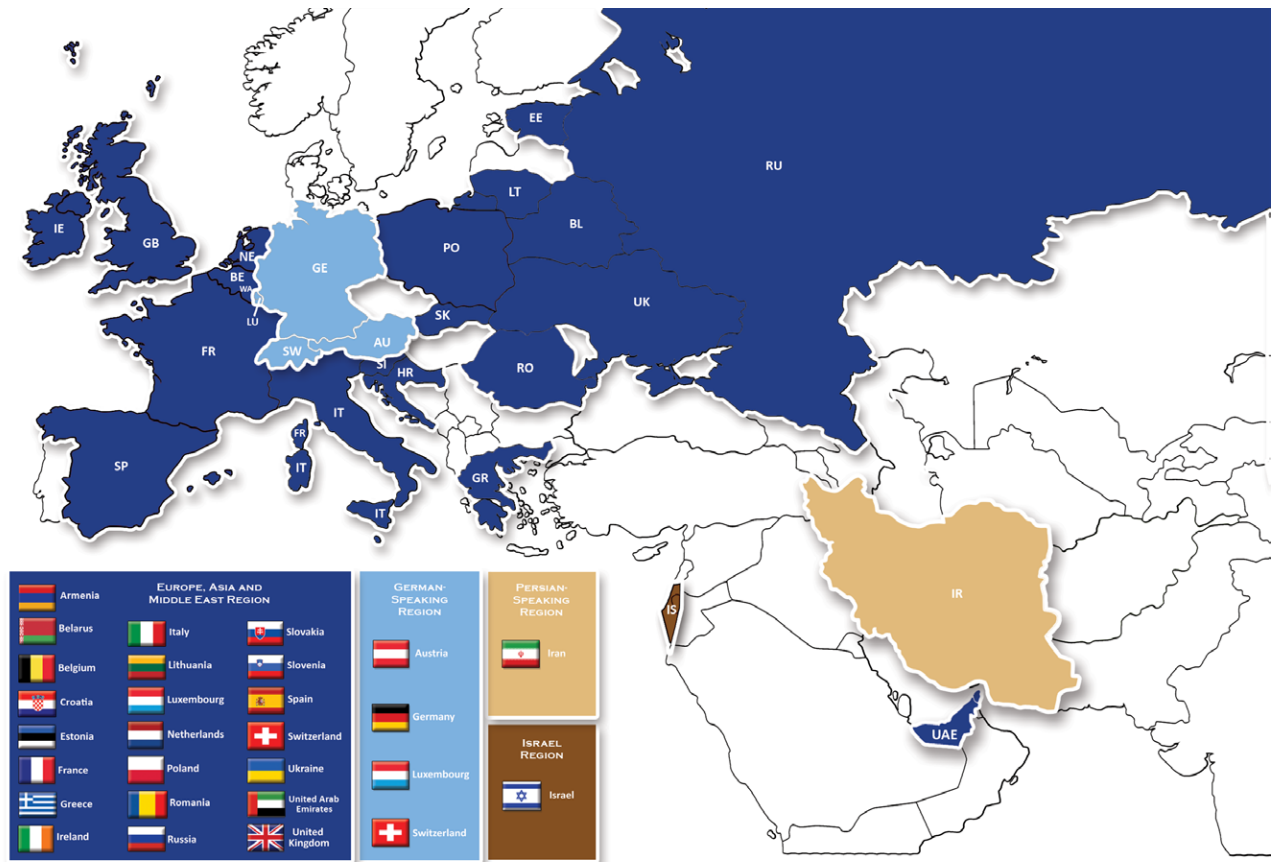 EE
RU
LT
IE
GB
BL
NE
PO
GE
BE
WA
UK
LU
SK
AU
SW
FR
SI
RO
HR
IT
FR
SP
IT
GR
IT
IR
IS
UAE
EUROPE, ASIA AND
MIDDLE EAST REGION
Armenia
Belarus
Belgium
Croatia
Estonia
France
Greece
Ireland
Italy
Lithuania
Luxembourg
Netherlands
Poland
Romania
Russia
Slovakia
Slovenia
Spain
Switzerland
Ukraine
United Arab
Emirates
United
Kingdom
GERMAN-
SPEAKING
REGION
Austria
Germany
Luxembourg
Switzerland
PERSIAN-
SPEAKING
REGION
Iran
ISRAEL
REGION
Israel